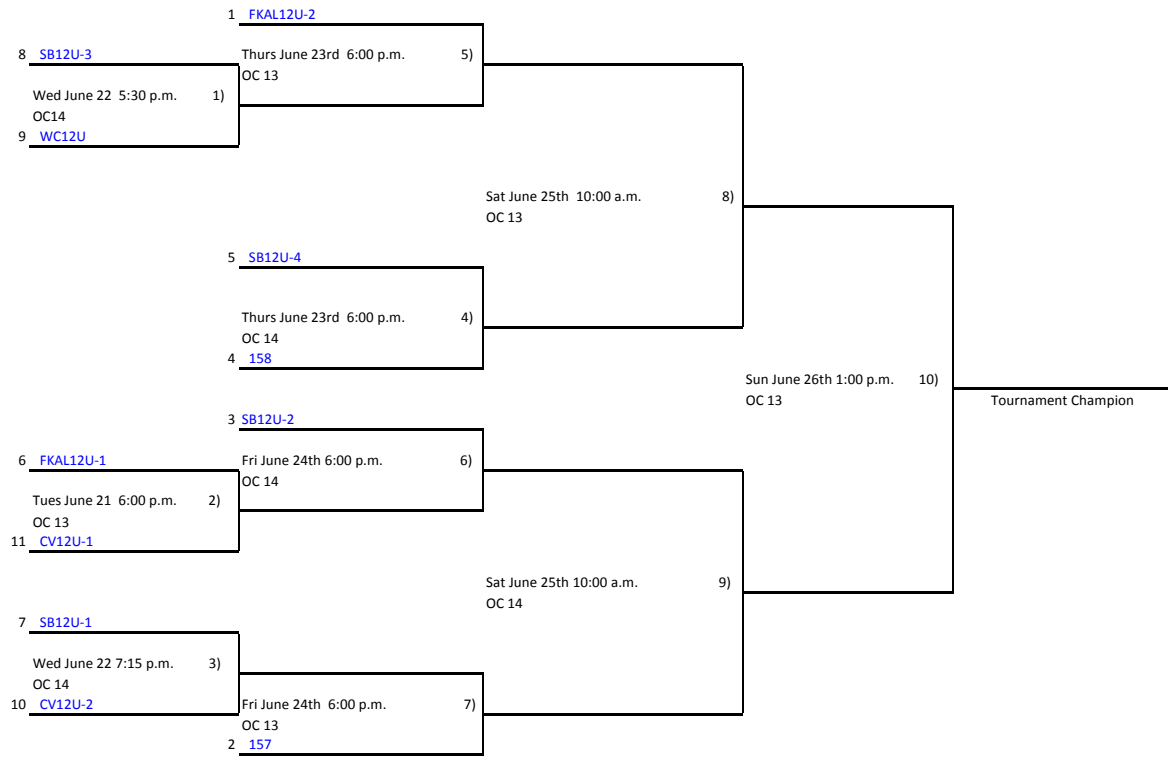 1 FKAL12U-2
8 SB12U-3
Thurs June 23rd 6:00 p.m. 5)
OC 13
Wed June 22 5:30 p.m. 1)
OC14
9 WC12U
Sat June 25th 10:00 a.m. 8)
OC 13
5 SB12U-4
Thurs June 23rd 6:00 p.m. 4)
OC 14
4 158
Sun June 26th 1:00 p.m. 10)
OC 13
Tournament Champion
3 SB12U-2
6 FKAL12U-1
Fri June 24th 6:00 p.m. 6)
OC 14
Tues June 21 6:00 p.m. 2)
OC 13
11 CV12U-1
Sat June 25th 10:00 a.m. 9)
OC 14
7 SB12U-1
Wed June 22 7:15 p.m. 3)
OC 14
10 CV12U-2
Fri June 24th 6:00 p.m. 7)
OC 13
2 157